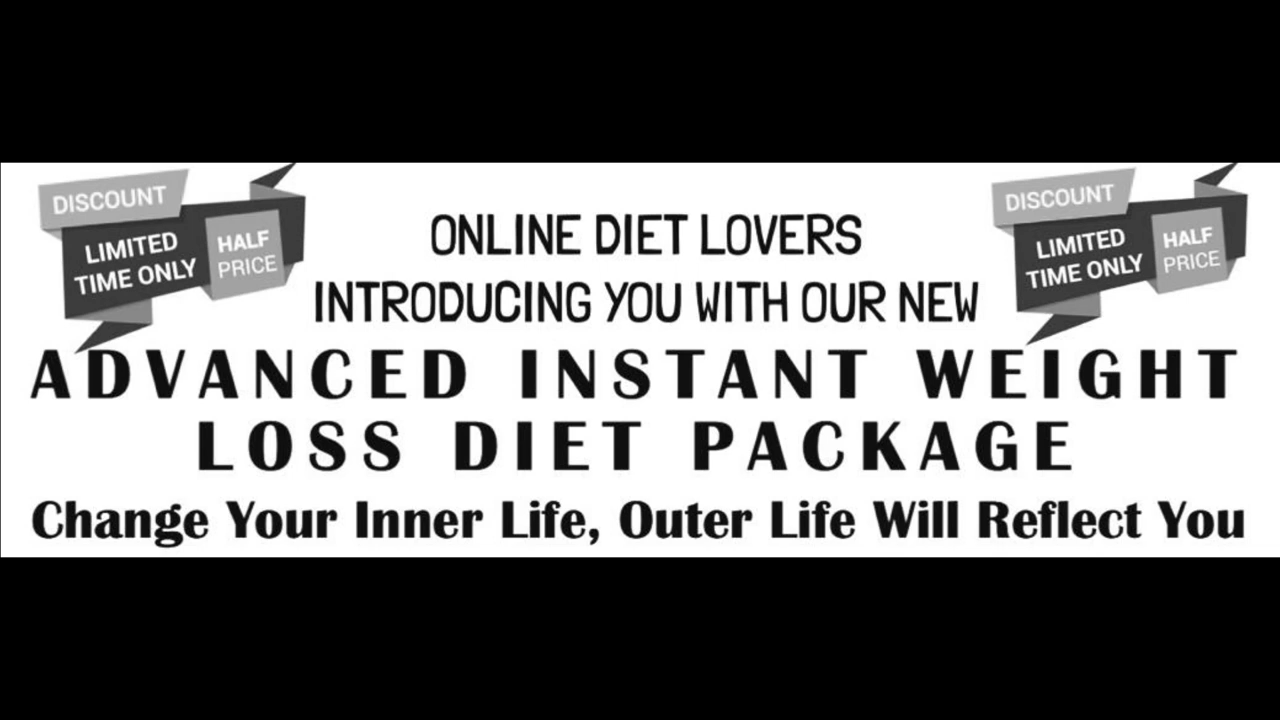 DISCOUNT
LIMITED
TIME ONLY
HALF
PRICE
DISCOUNT
LIMITED
TIME ONLY
HALF
PRICE
ONLINE DIET LOVERS
INTRODUCING YOU WITH OUR NEW
ADVANCED INSTANT WEIGHT
LOSS DIET PACKAGE
Change Your Inner Life, Outer Life Will Reflect You